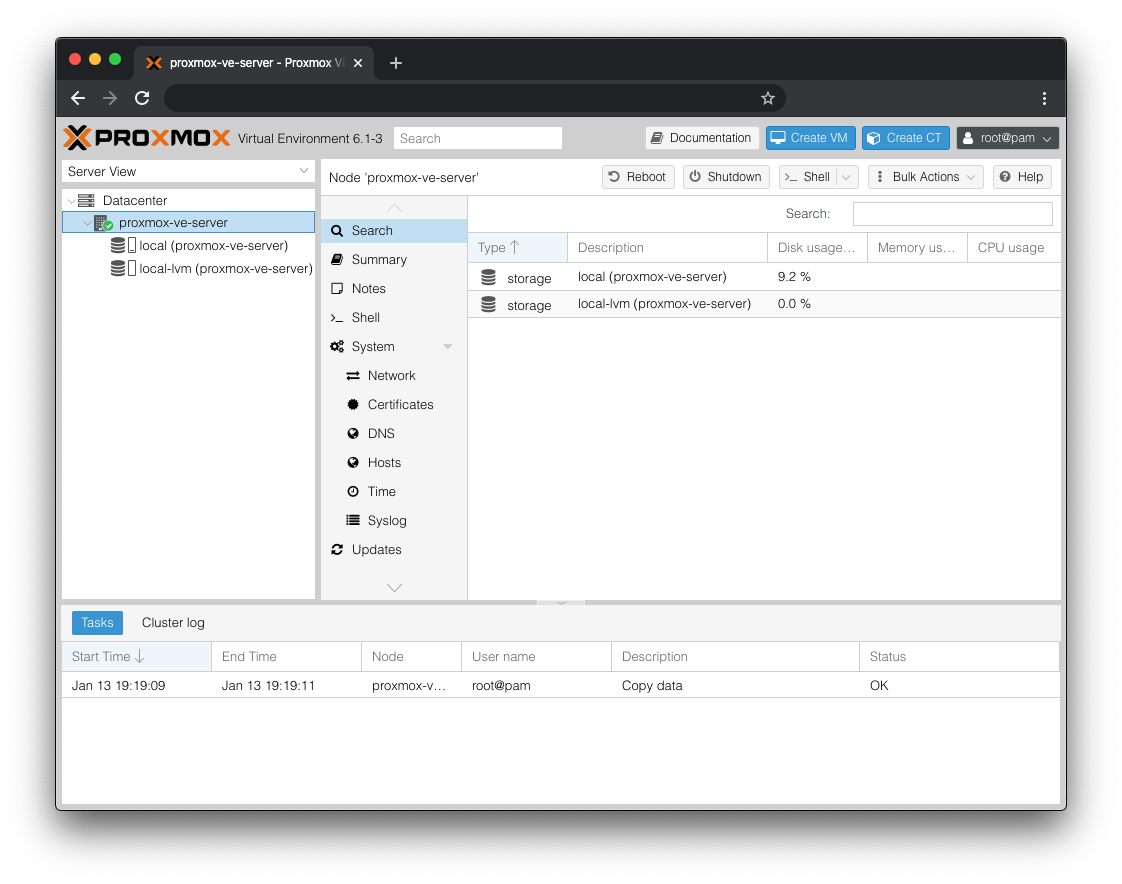 proxmox-ve-server - Proxmox Vi
PROXMOX Virtual Environment 6.1-3 Search Documentation Create VM Create CT root@pam
Server View
Node 'proxmox-ve-server' Reboot Shutdown Shell Bulk Actions Help
Datacenter
proxmox-ve-server
local (proxmox-ve-server)
local-lvm (proxmox-ve-server)
Search
Summary
Notes
Shell
System
Network
Certificates
DNS
Hosts
Time
Syslog
Updates
Search:
Type Description Disk usage... Memory us... CPU usage
storage local (proxmox-ve-server) 9.2 %
storage local-lvm (proxmox-ve-server) 0.0 %
Tasks Cluster log
Start Time End Time Node User name Description Status
Jan 13 19:19:09 Jan 13 19:19:11 proxmox-v... root@pam Copy data OK